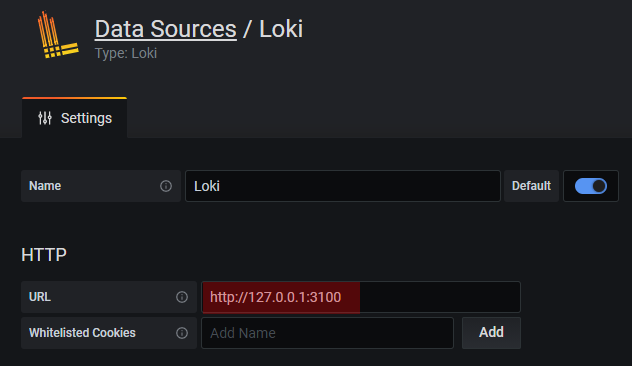 Data Sources / Loki
Type: Loki
Settings
Name
Loki
Default
HTTP
URL
http://127.0.0.1:3100
Whitelisted Cookies
Add Name
Add